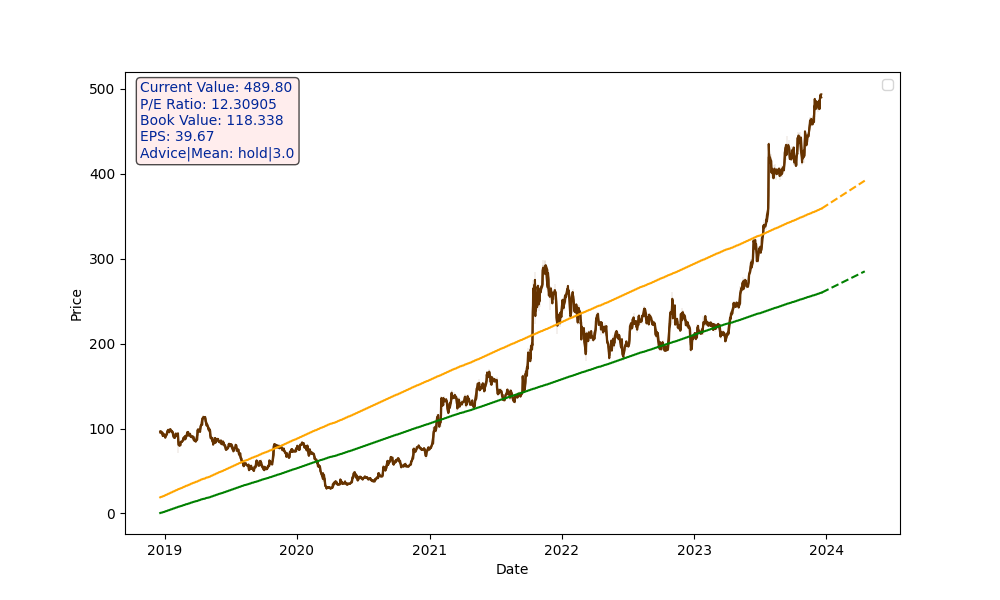 Current Value: 489.80
P/E Ratio: 12.30905
Book Value: 118.338
EPS: 39.67
Advice|Mean: hold|3.0
500
400
300
200
100
0
Price
2019 2020 2021 2022 2023 2024
Date